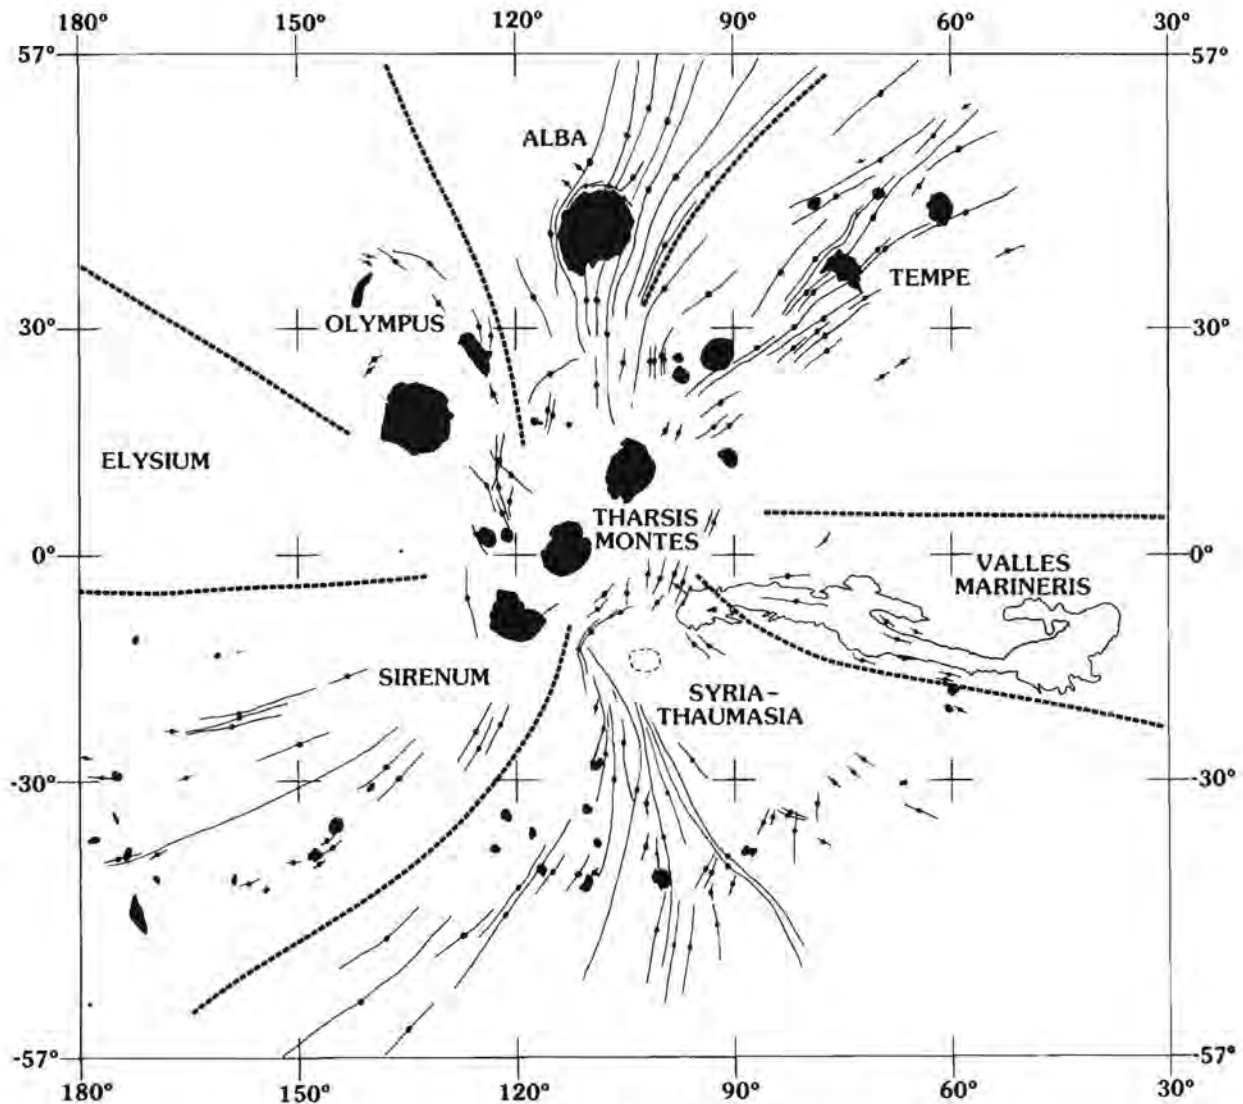 180° 150° 120° 90° 60° 30°
57° 57°
ALBA
TEMPE
30° OLYMPUS 30°
ELYSIUM
THARSIS
MONTES
0° 0°
VALLES
MARINERIS
SIRENUM
SYRIA-
THAUMASIA
-30° -30°
-57° -57°
180° 150° 120° 90° 60° 30°